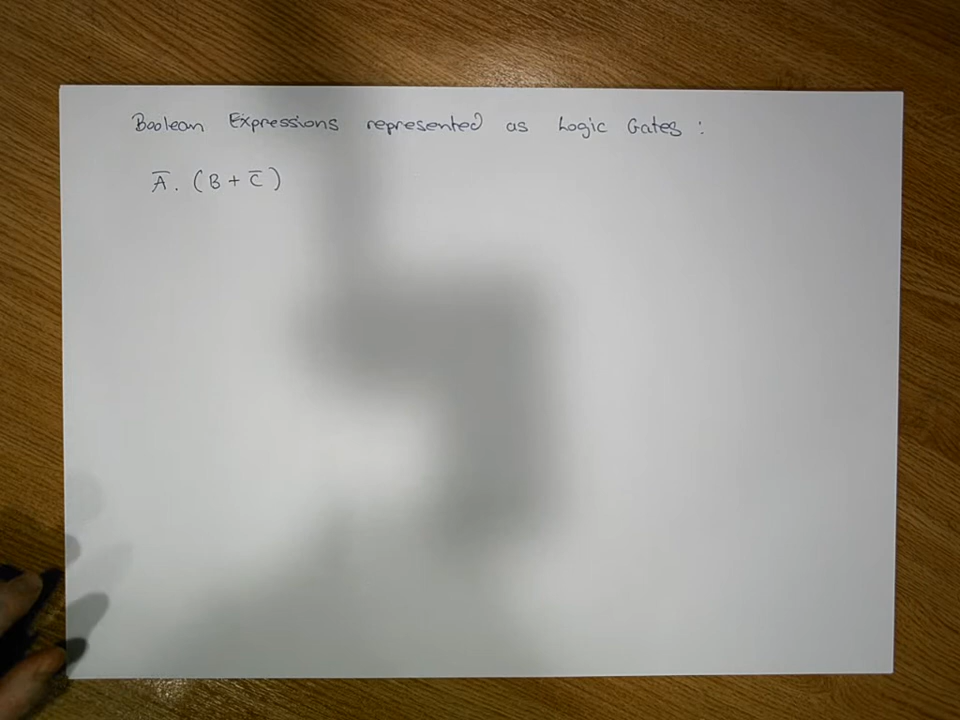 Boolean Expressions represented as Logic Gates :
A̅ . ( B + C̅ )